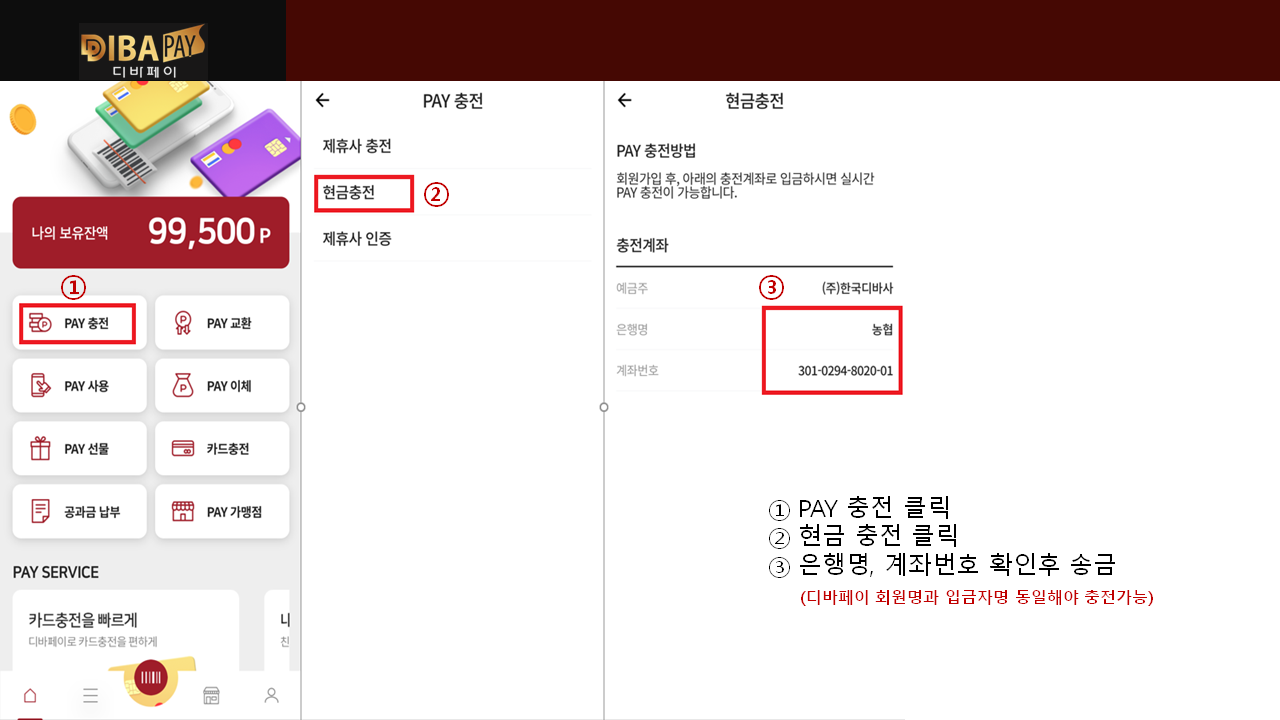 DIBA PAY
디바페이
나의 보유잔액 99,500 P
①
PAY 충전
PAY 교환
PAY 사용
PAY 이체
PAY 선물
카드충전
공과금 납부
PAY 가맹점
PAY SERVICE
카드충전을 빠르게
디바페이로 카드충전을 편하게
나
친
PAY 충전
제휴사 충전
현금충전 ②
제휴사 인증
현금충전
PAY 충전방법
회원가입 후, 아래의 충전계좌로 입금하시면 실시간
PAY 충전이 가능합니다.
충전계좌
예금주 ③ (주)한국디바사
은행명 농협
계좌번호 301-0294-8020-01
① PAY 충전 클릭
② 현금 충전 클릭
③ 은행명, 계좌번호 확인후 송금
(디바페이 회원명과 입금자명 동일해야 충전가능)